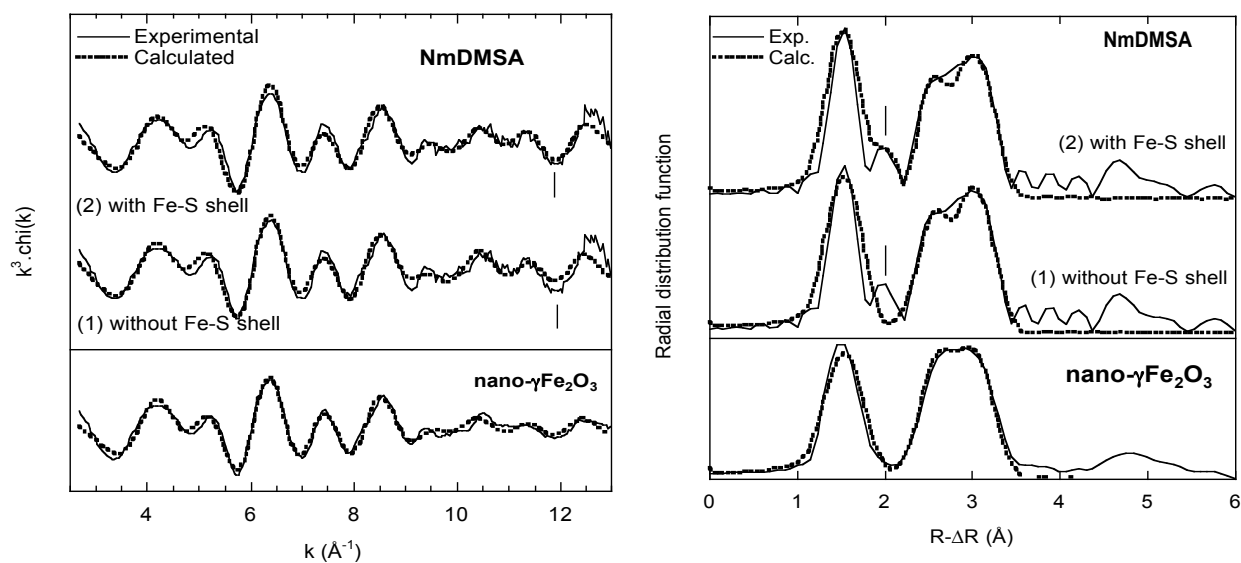 Experimental
Calculated
NmDMSA
(2) with Fe-S shell
(1) without Fe-S shell
nano-γFe₂O₃
k³.chi(k)
4 6 8 10 12
k (Å⁻¹)
Exp.
Calc.
NmDMSA
(2) with Fe-S shell
(1) without Fe-S shell
nano-γFe₂O₃
Radial distribution function
0 1 2 3 4 5 6
R-ΔR (Å)